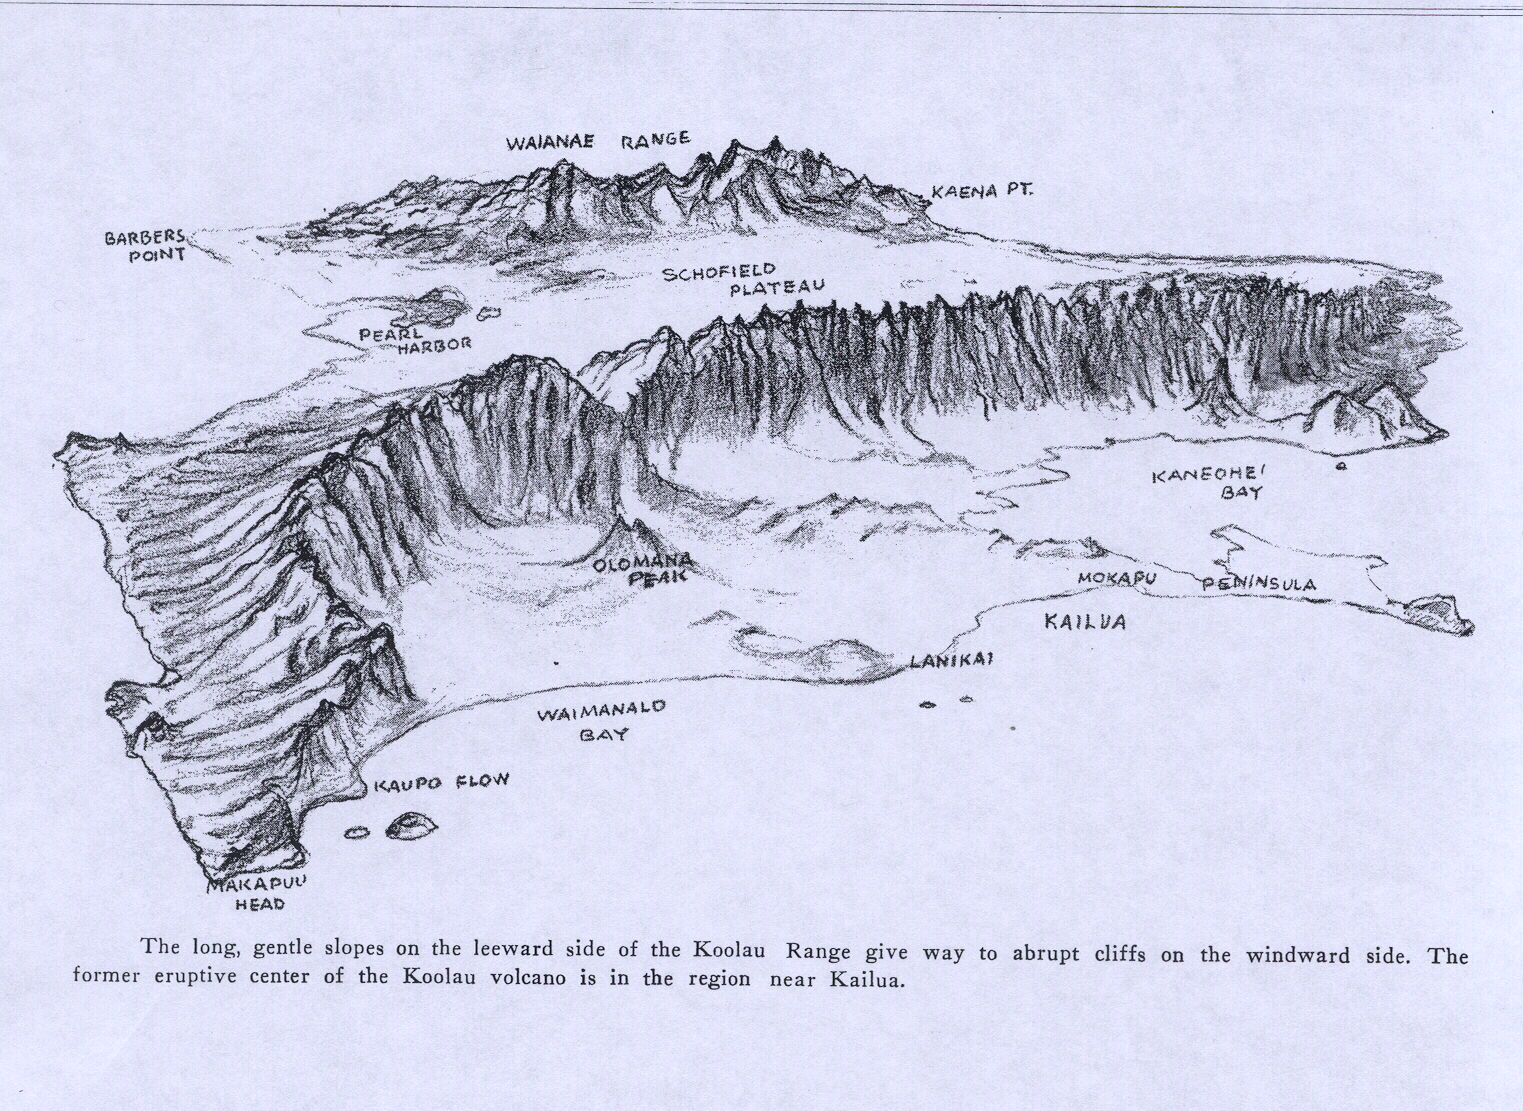 WAIANAE RANGE
KAENA PT.
BARBERS
POINT
SCHOFIELD
PLATEAU
PEARL
HARBOR
KANEOHE
BAY
OLOMANA
PEAK
MOKAPU PENINSULA
KAILUA
LANIKAI
WAIMANALO
BAY
KAUPO FLOW
MAKAPUU
HEAD
The long, gentle slopes on the leeward side of the Koolau Range give way to abrupt cliffs on the windward side. The
former eruptive center of the Koolau volcano is in the region near Kailua.